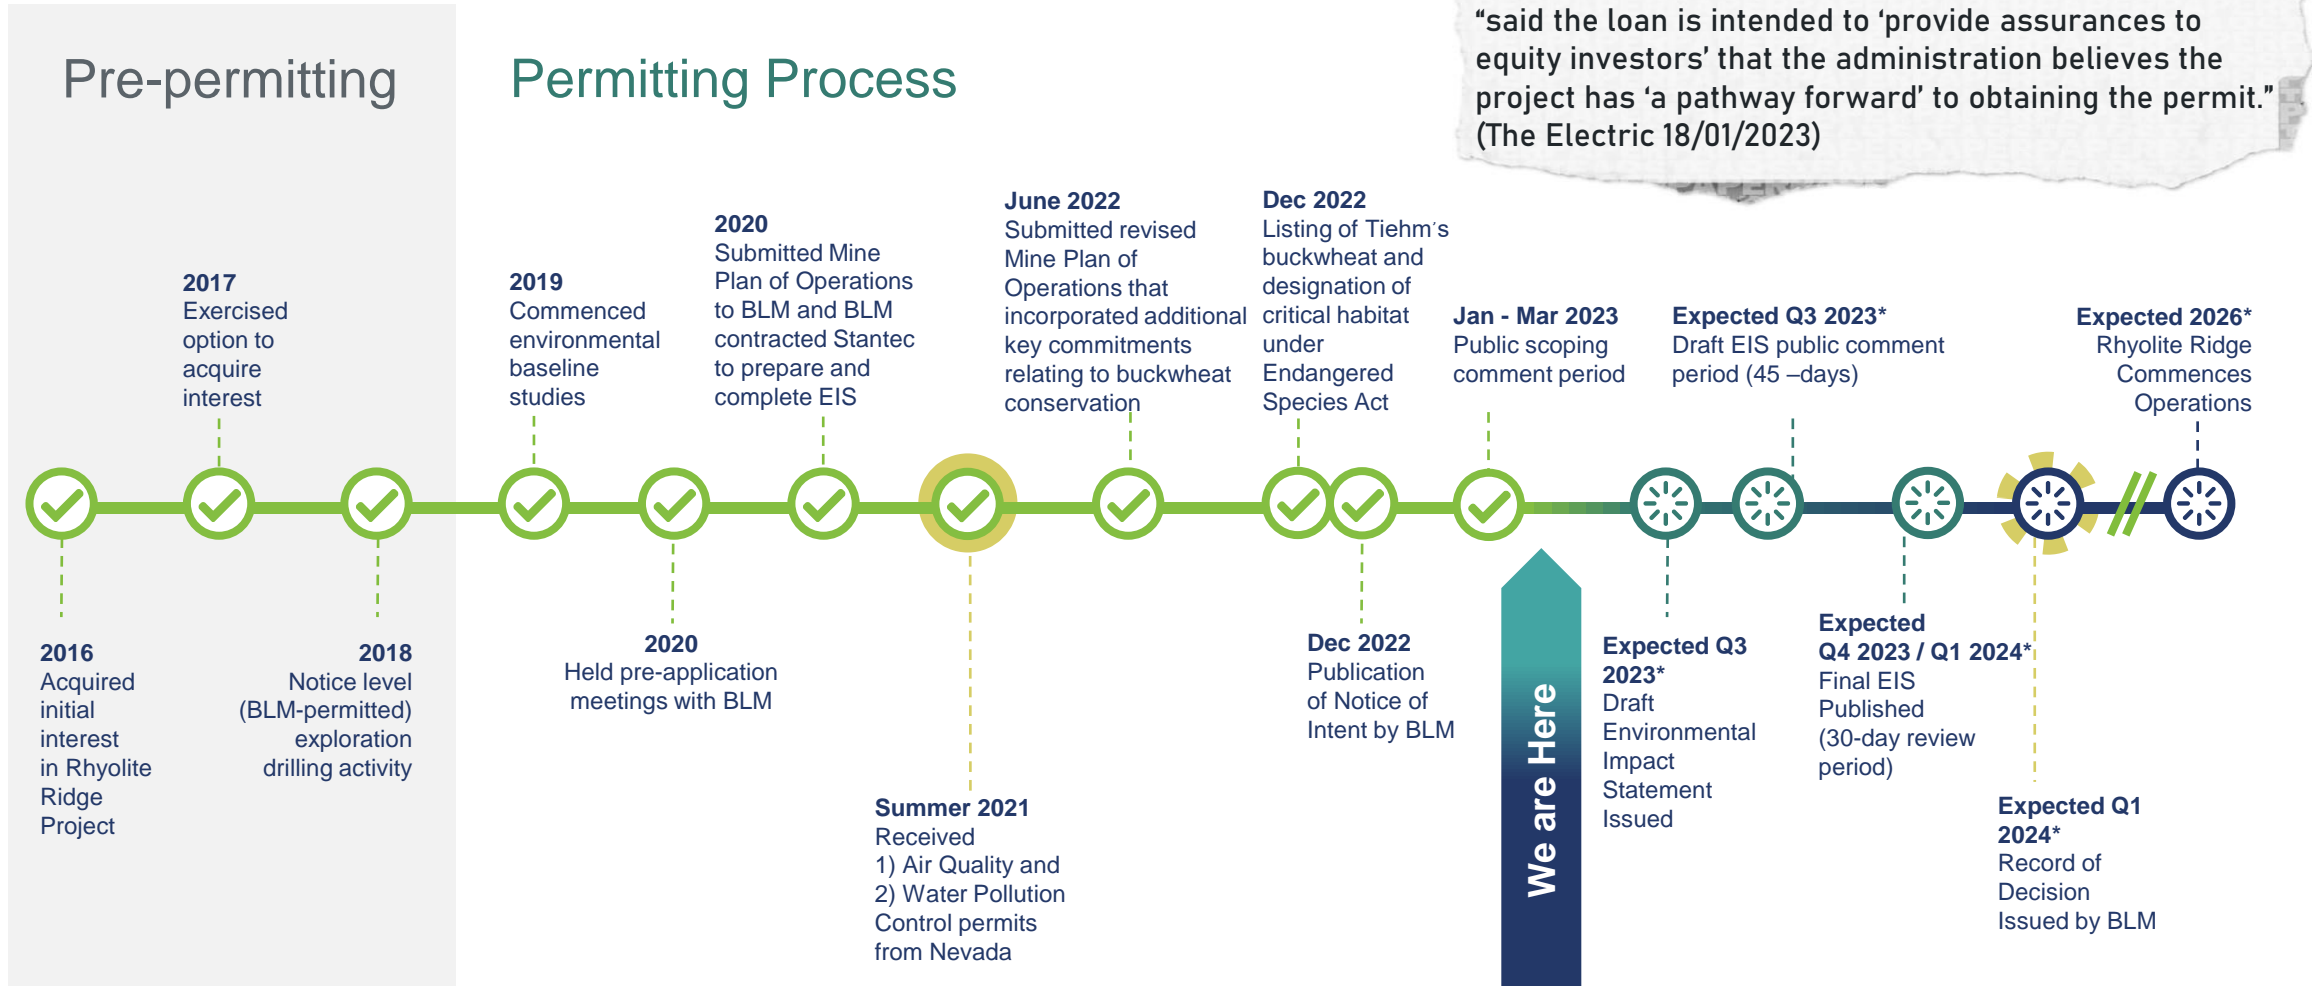 Pre-permitting
Permitting Process
“said the loan is intended to ‘provide assurances to
equity investors’ that the administration believes the
project has ‘a pathway forward’ to obtaining the permit.”
(The Electric 18/01/2023)
2016
Acquired
initial
interest
in Rhyolite
Ridge
Project
2017
Exercised
option to
acquire
interest
2018
Notice level
(BLM-permitted)
exploration
drilling activity
2019
Commenced
environmental
baseline
studies
2020
Held pre-application
meetings with BLM
2020
Submitted Mine
Plan of Operations
to BLM and BLM
contracted Stantec
to prepare and
complete EIS
Summer 2021
Received
1) Air Quality and
2) Water Pollution
Control permits
from Nevada
June 2022
Submitted revised
Mine Plan of
Operations that
incorporated additional
key commitments
relating to buckwheat
conservation
Dec 2022
Listing of Tiehm’s
buckwheat and
designation of
critical habitat
under
Endangered
Species Act
Dec 2022
Publication
of Notice of
Intent by BLM
Jan - Mar 2023
Public scoping
comment period
We are Here
Expected Q3
2023*
Draft
Environmental
Impact
Statement
Issued
Expected Q3 2023*
Draft EIS public comment
period (45 –days)
Expected
Q4 2023 / Q1 2024*
Final EIS
Published
(30-day review
period)
Expected Q1
2024*
Record of
Decision
Issued by BLM
Expected 2026*
Rhyolite Ridge
Commences
Operations